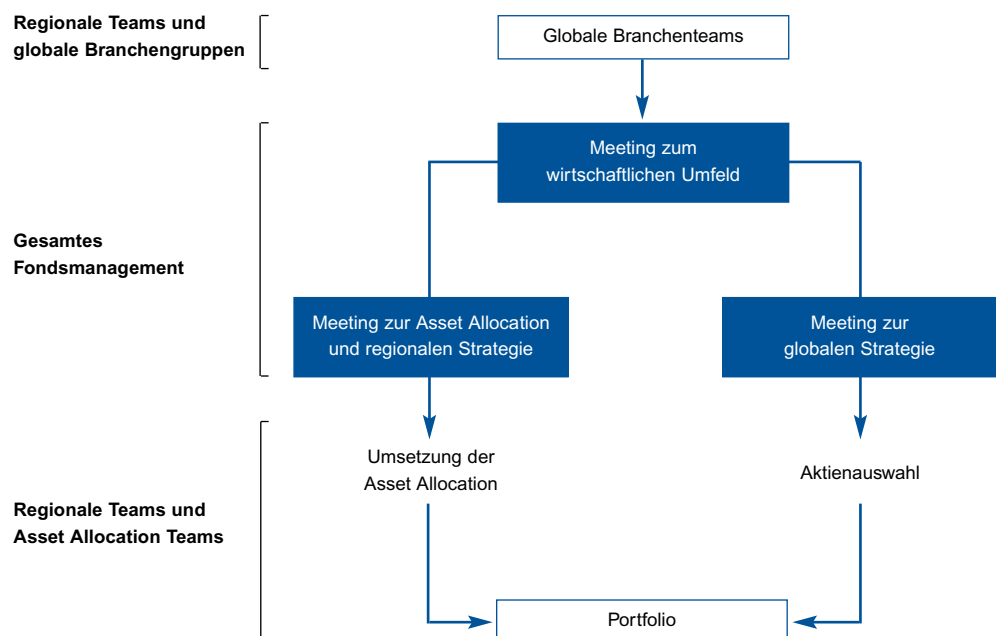 Regionale Teams und
globale Branchengruppen
Globale Branchenteams
Meeting zum
wirtschaftlichen Umfeld
Gesamtes
Fondsmanagement
Meeting zur Asset Allocation
und regionalen Strategie
Meeting zur
globalen Strategie
Umsetzung der
Asset Allocation
Aktienauswahl
Regionale Teams und
Asset Allocation Teams
Portfolio